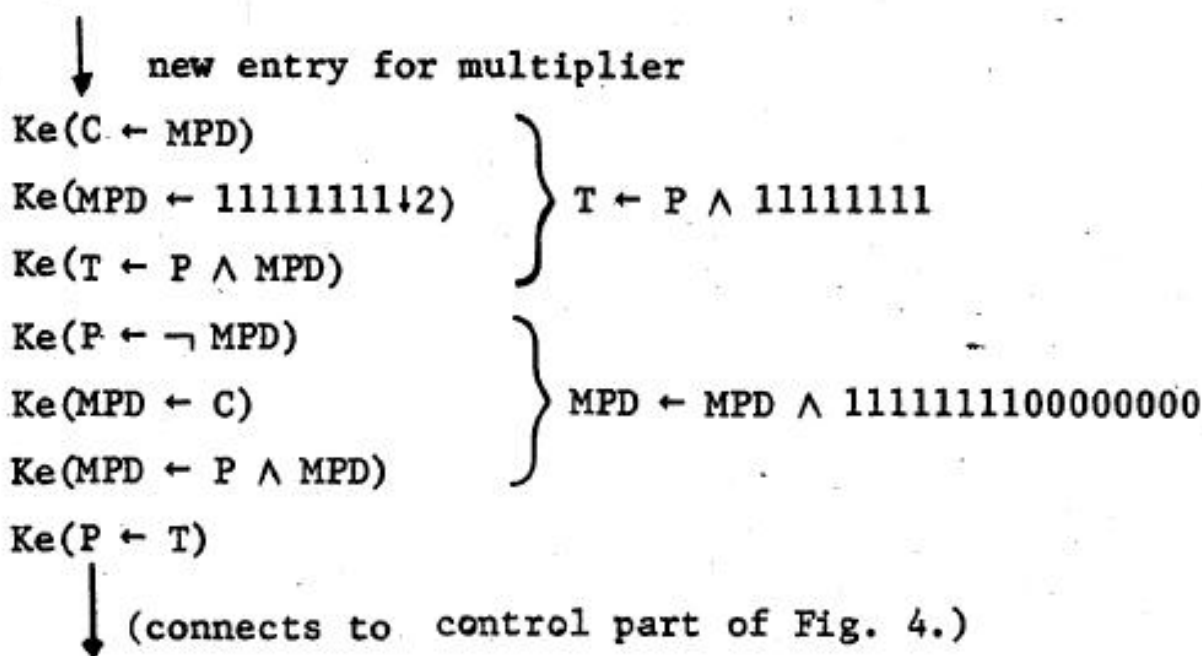 new entry for multiplier
Ke(C ← MPD)
Ke(MPD ← 11111111↓2)
T ← P ∧ 11111111
Ke(T ← P ∧ MPD)
Ke(P ← ¬ MPD)
Ke(MPD ← C)
MPD ← MPD ∧ 1111111100000000
Ke(MPD ← P ∧ MPD)
Ke(P ← T)
(connects to control part of Fig. 4.)